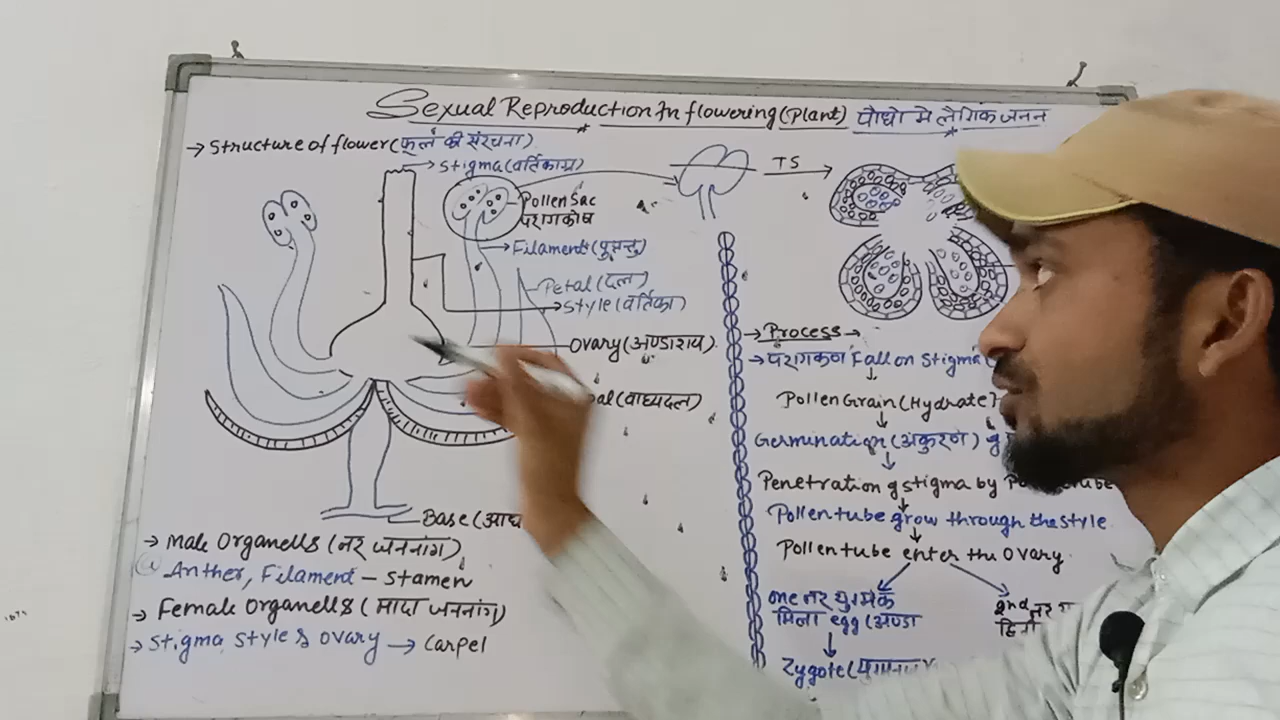 Sexual Reproduction In flowering (Plant) पौधो मे लैंगिक जनन
→ Structure of flower (फूल की संरचना)
→ Stigma (वर्तिकाग्र)
Pollen Sac
परागकोष
→ Filaments (पुतन्तु)
Petal (दल)
→ Style (वर्तिका)
Ovary (अण्डाशय)
(वाघ्यदल)
Base
→ Male Organells (नर जननांग)
Anther, Filament – Stamen
→ Female Organells (मादा जननांग)
→ Stigma, Style & Ovary → Carpel
TS →
→ Process →
→ परागकण Fall on Stigma
↓
Pollen Grain (Hydrate)
↓
Germination (अंकुरण)
↓
Penetration of stigma by
↓
Pollen tube grow through the style
↓
Pollen tube enter the Ovary
one नर युग्मक
मिला egg (अण्डा
2nd नर
↓
Zygote